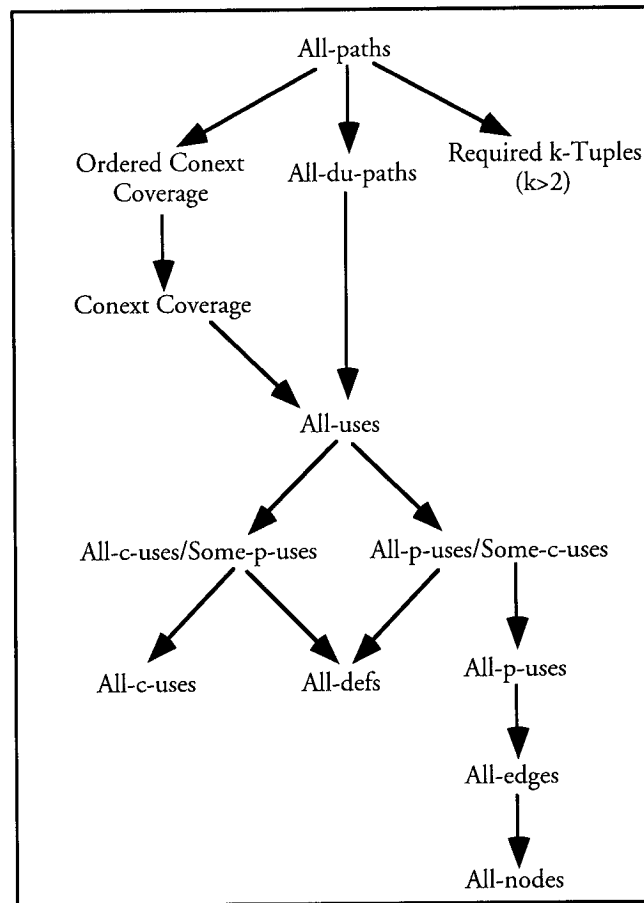 All-paths
Ordered Conext
Coverage
All-du-paths
Required k-Tuples
(k>2)
Conext Coverage
All-uses
All-c-uses/Some-p-uses
All-p-uses/Some-c-uses
All-c-uses
All-defs
All-p-uses
All-edges
All-nodes